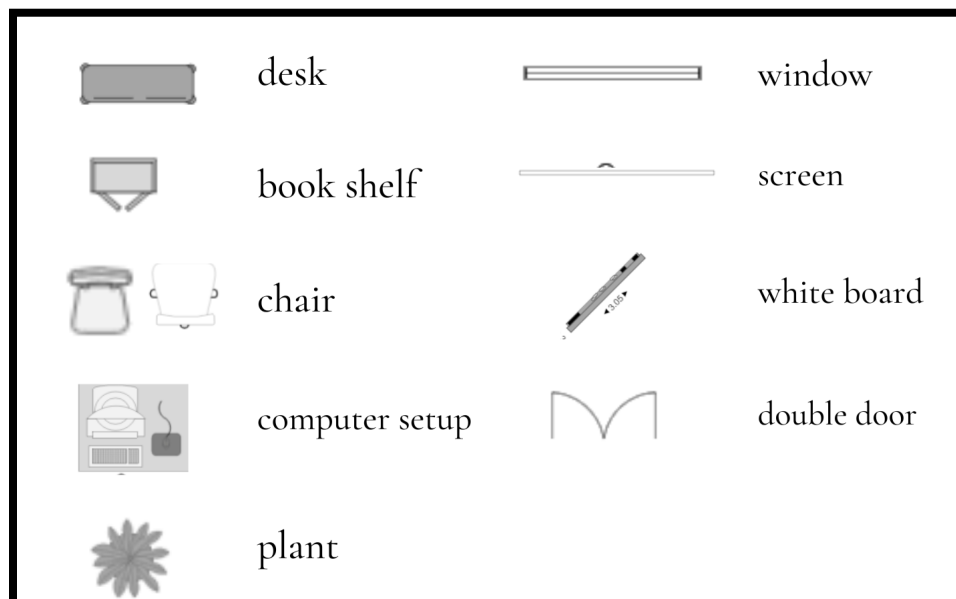 desk
window
book shelf
screen
chair
white board
3.05
computer setup
double door
plant